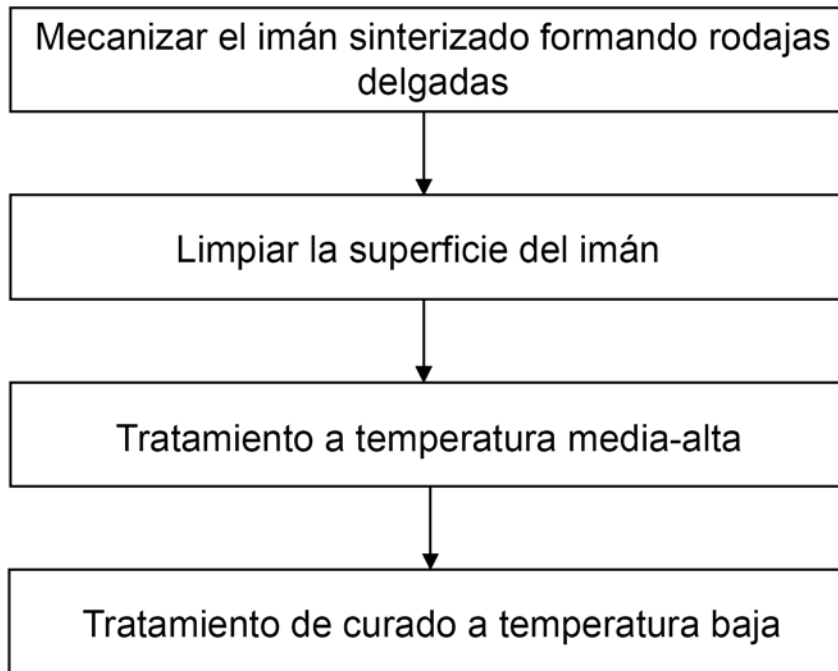 Mecanizar el imán sinterizado formando rodajas
delgadas
Limpiar la superficie del imán
Tratamiento a temperatura media-alta
Tratamiento de curado a temperatura baja